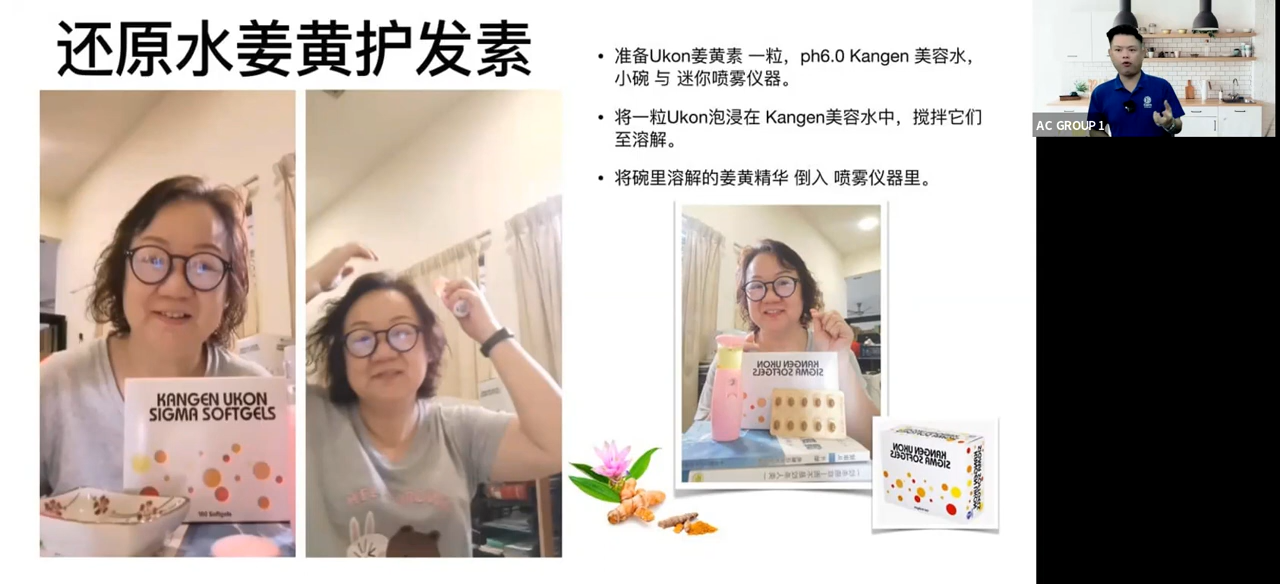 还原水姜黄护发素
• 准备Ukon姜黄素 一粒，ph6.0 Kangen 美容水，
小碗 与 迷你喷雾仪器。
• 将一粒Ukon泡浸在 Kangen美容水中，搅拌它们
至溶解。
• 将碗里溶解的姜黄精华 倒入 喷雾仪器里。
AC GROUP 1
KANGEN UKON
SIGMA SOFTGELS
100 Softgels
KANGEN UKON
SIGMA SOFTGELS
KANGEN UKON
SIGMA SOFTGELS